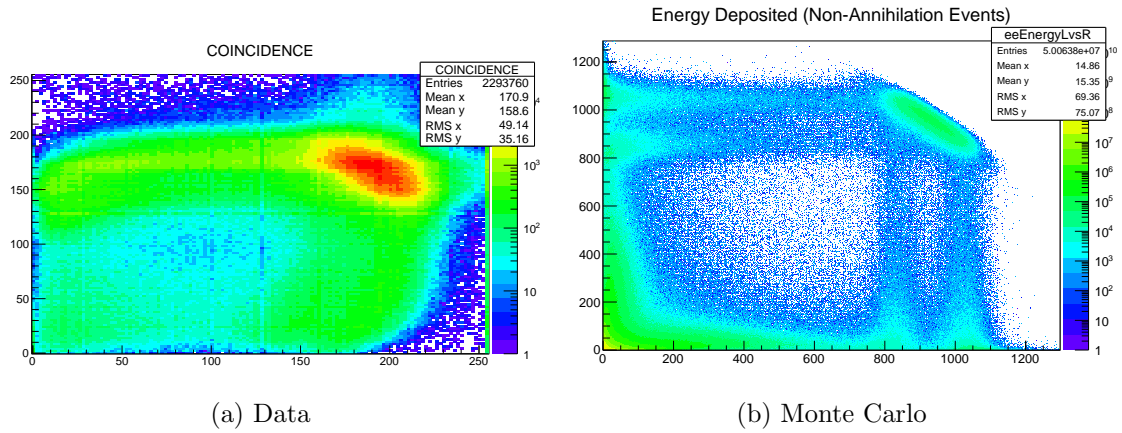 COINCIDENCE
COINCIDENCE
Entries 2293760
Mean x 170.9
Mean y 158.6
RMS x 49.14
RMS y 35.16
250
200
150
100
50
0
0 50 100 150 200 250
10³
10²
10
1
(a) Data
Energy Deposited (Non-Annihilation Events)
eeEnergyLvsR
Entries 5.00638e+07
Mean x 14.86
Mean y 15.35
RMS x 69.36
RMS y 75.07
1200
1000
800
600
400
200
0
0 200 400 600 800 1000 1200
10¹⁰
10⁹
10⁸
10⁷
10⁶
10⁵
10⁴
10³
10²
10
1
(b) Monte Carlo